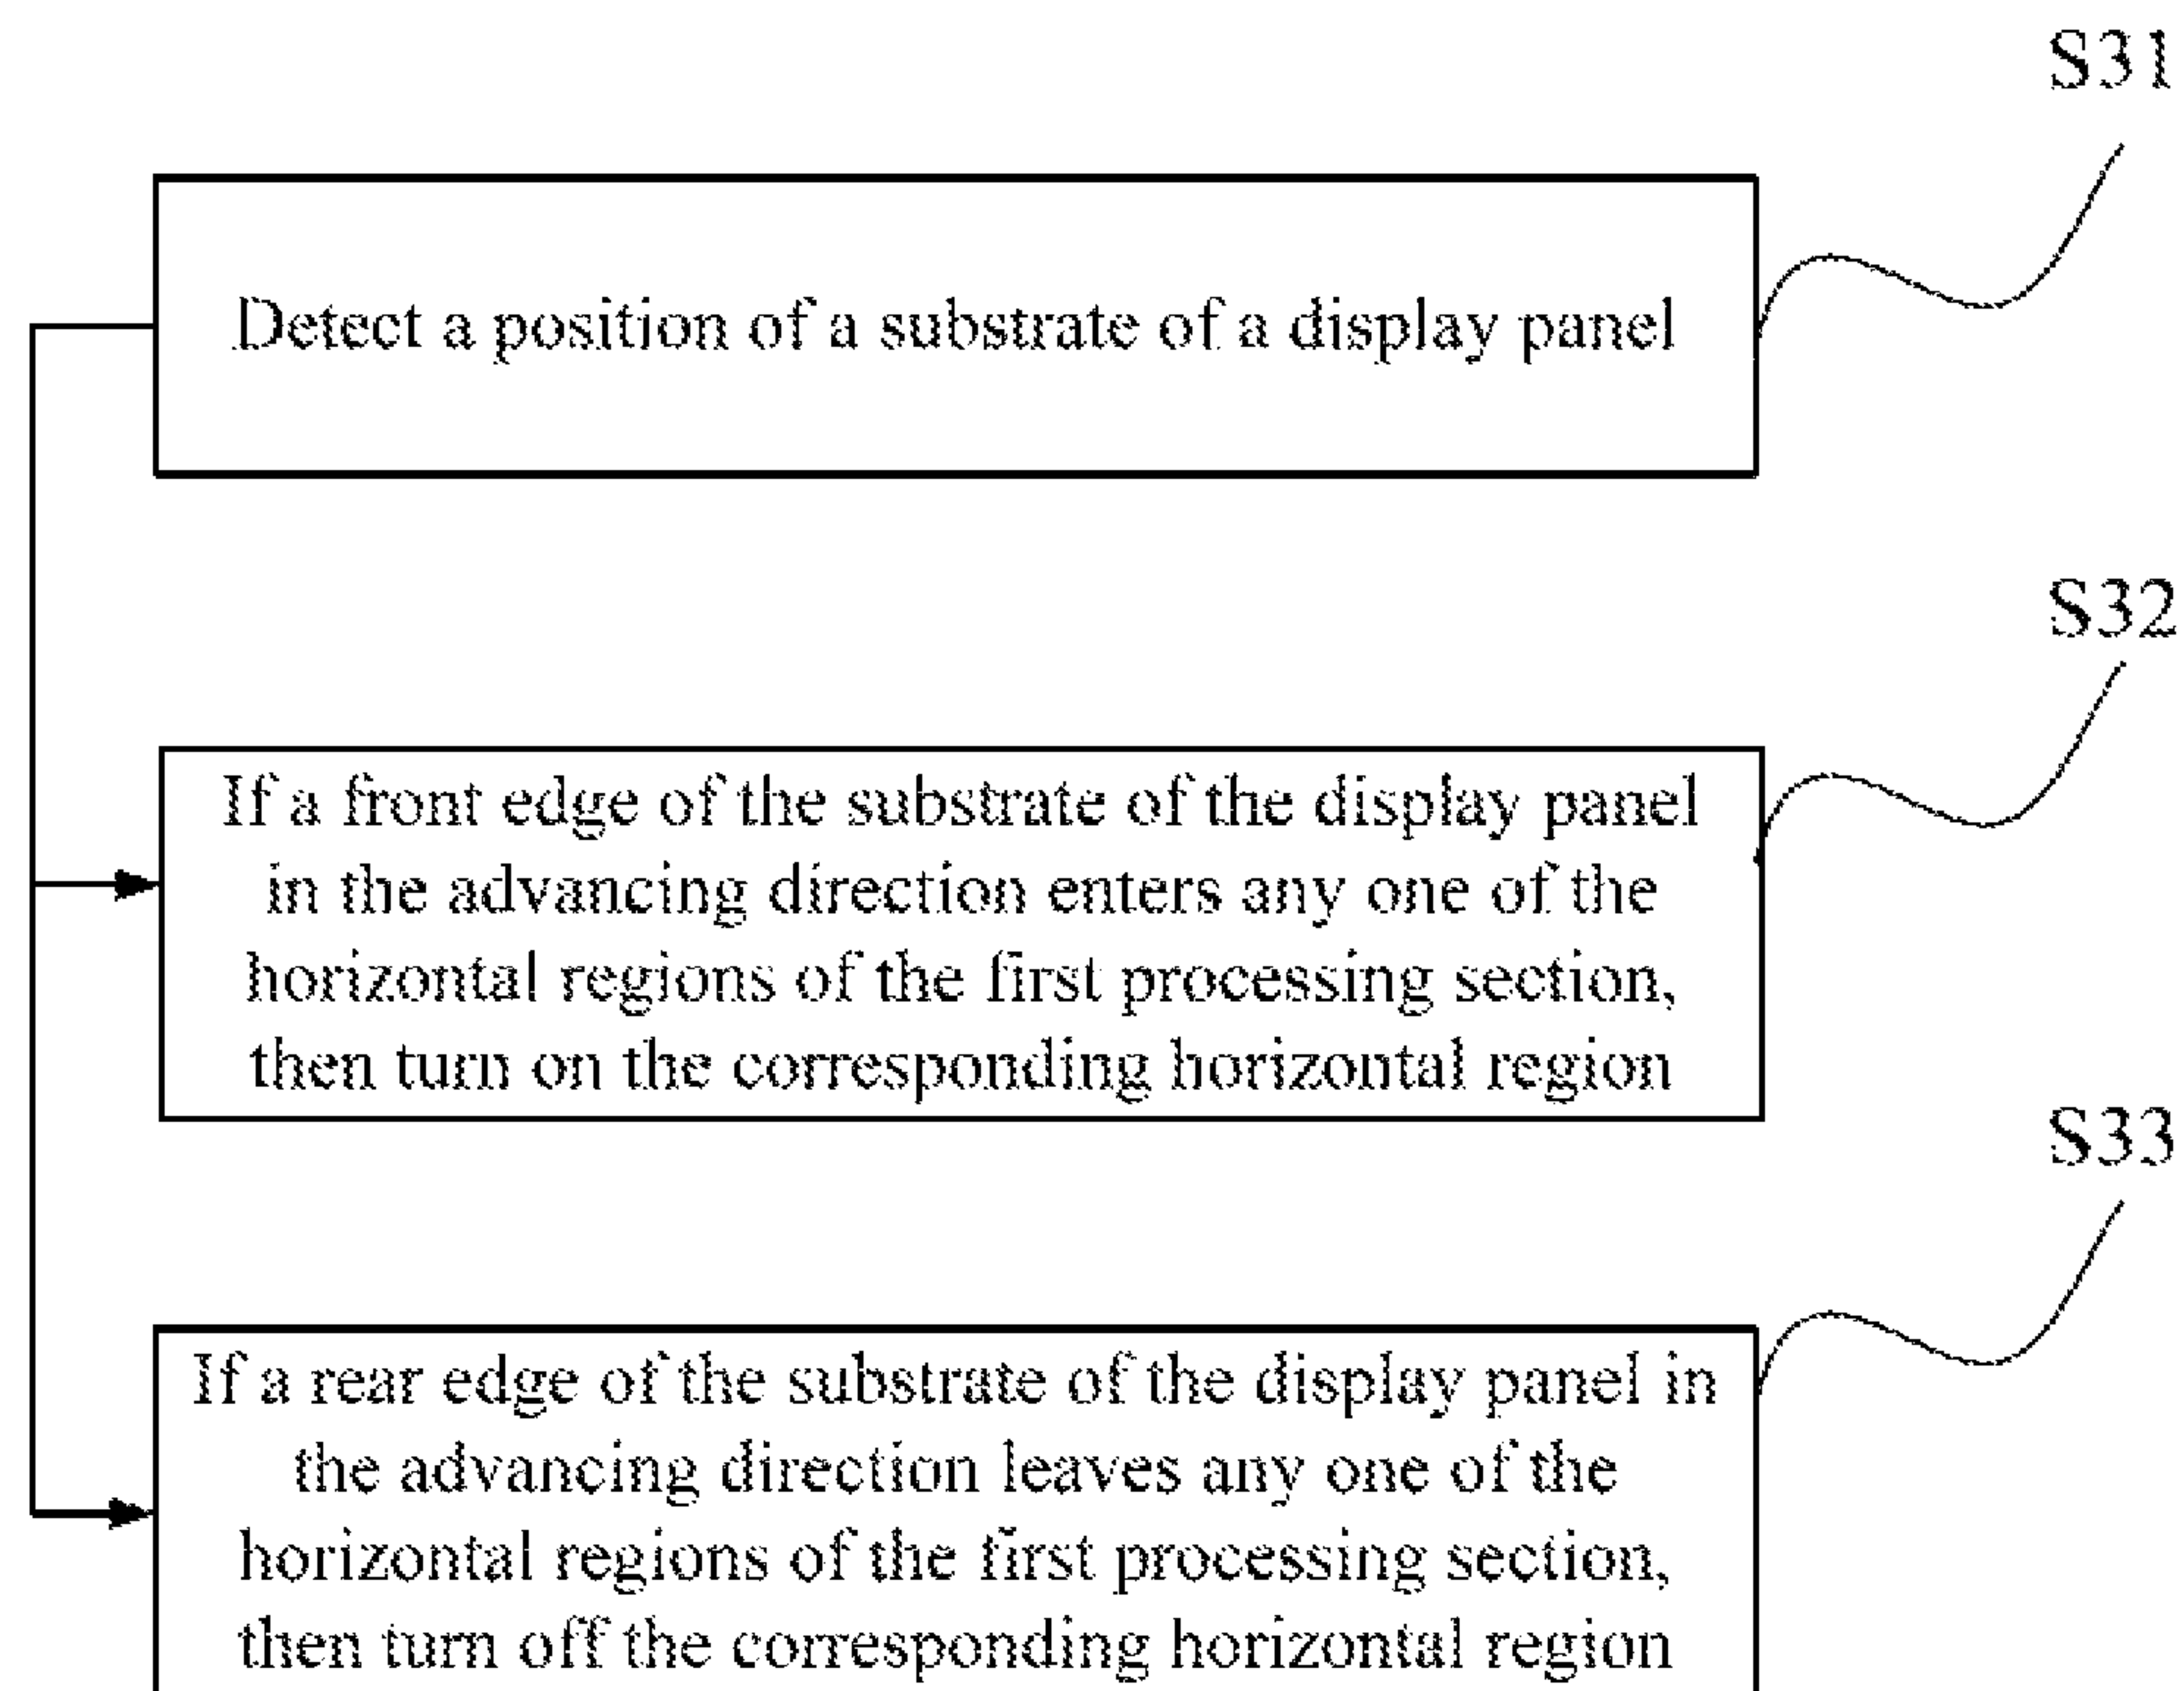 S31
Detect a position of a substrate of a display panel
S32
If a front edge of the substrate of the display panel
in the advancing direction enters any one of the
horizontal regions of the first processing section,
then turn on the corresponding horizontal region
S33
If a rear edge of the substrate of the display panel in
the advancing direction leaves any one of the
horizontal regions of the first processing section,
then turn off the corresponding horizontal region